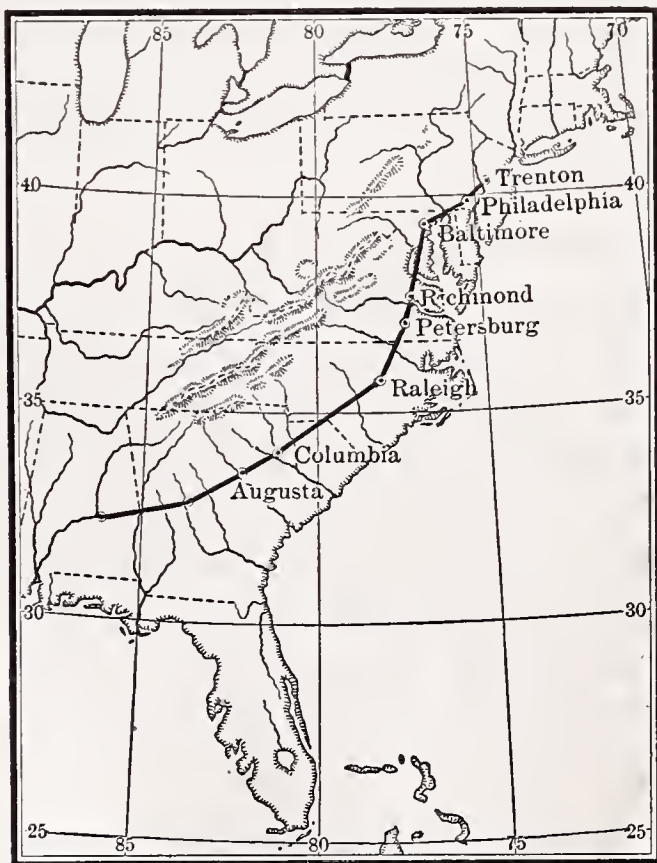 85 80 75 70
40 40
Trenton
Philadelphia
Baltimore
Richmond
Petersburg
Raleigh
35 35
Columbia
Augusta
30 30
25 25
85 80 75